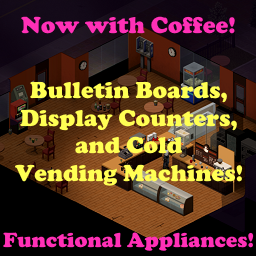 Now with Coffee!
Bulletin Boards,
Display Counters,
and Cold
Vending Machines!
Functional Appliances!